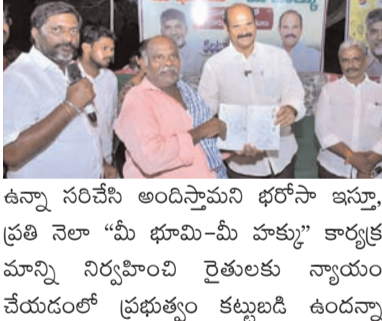 ఉన్నా సరిచేసి అందిస్తామని భరోసా ఇస్తూ,
ప్రతి నెలా “మీ భూమి-మీ హక్కు” కార్యక్ర
మాన్ని నిర్వహించి రైతులకు న్యాయం
చేయడంలో ప్రభుత్వం కట్టుబడి ఉందన్నా